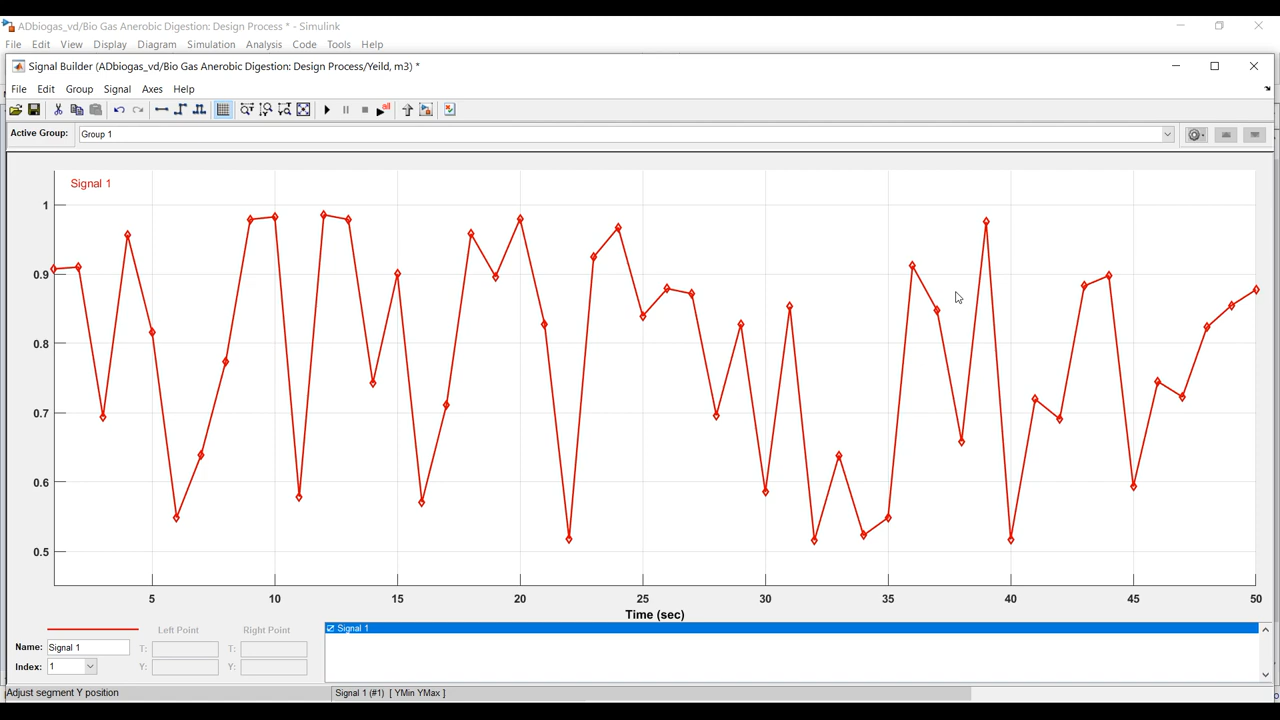 ADbiogas_vd/Bio Gas Anerobic Digestion: Design Process * - Simulink
File Edit View Display Diagram Simulation Analysis Code Tools Help
Signal Builder (ADbiogas_vd/Bio Gas Anerobic Digestion: Design Process/Yeild, m3) *
File Edit Group Signal Axes Help
all
Active Group: Group 1
Signal 1
1
0.9
0.8
0.7
0.6
0.5
5 10 15 20 25 30 35 40 45 50
Time (sec)
Left Point Right Point
Name: Signal 1 T: T:
Index: 1 Y: Y:
Signal 1
Adjust segment Y position
Signal 1 (#1) [ YMin YMax ]